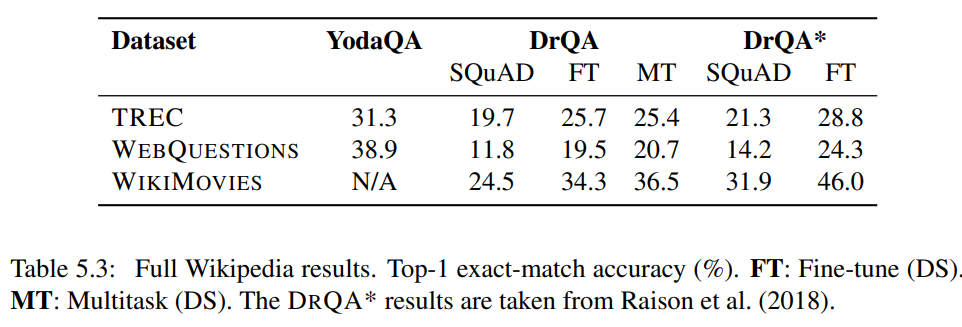 Dataset YodaQA DrQA DrQA*
SQuAD FT MT SQuAD FT
TREC 31.3 19.7 25.7 25.4 21.3 28.8
WEBQUESTIONS 38.9 11.8 19.5 20.7 14.2 24.3
WIKIMOVIES N/A 24.5 34.3 36.5 31.9 46.0
Table 5.3: Full Wikipedia results. Top-1 exact-match accuracy (%). FT: Fine-tune (DS).
MT: Multitask (DS). The DRQA* results are taken from Raison et al. (2018).